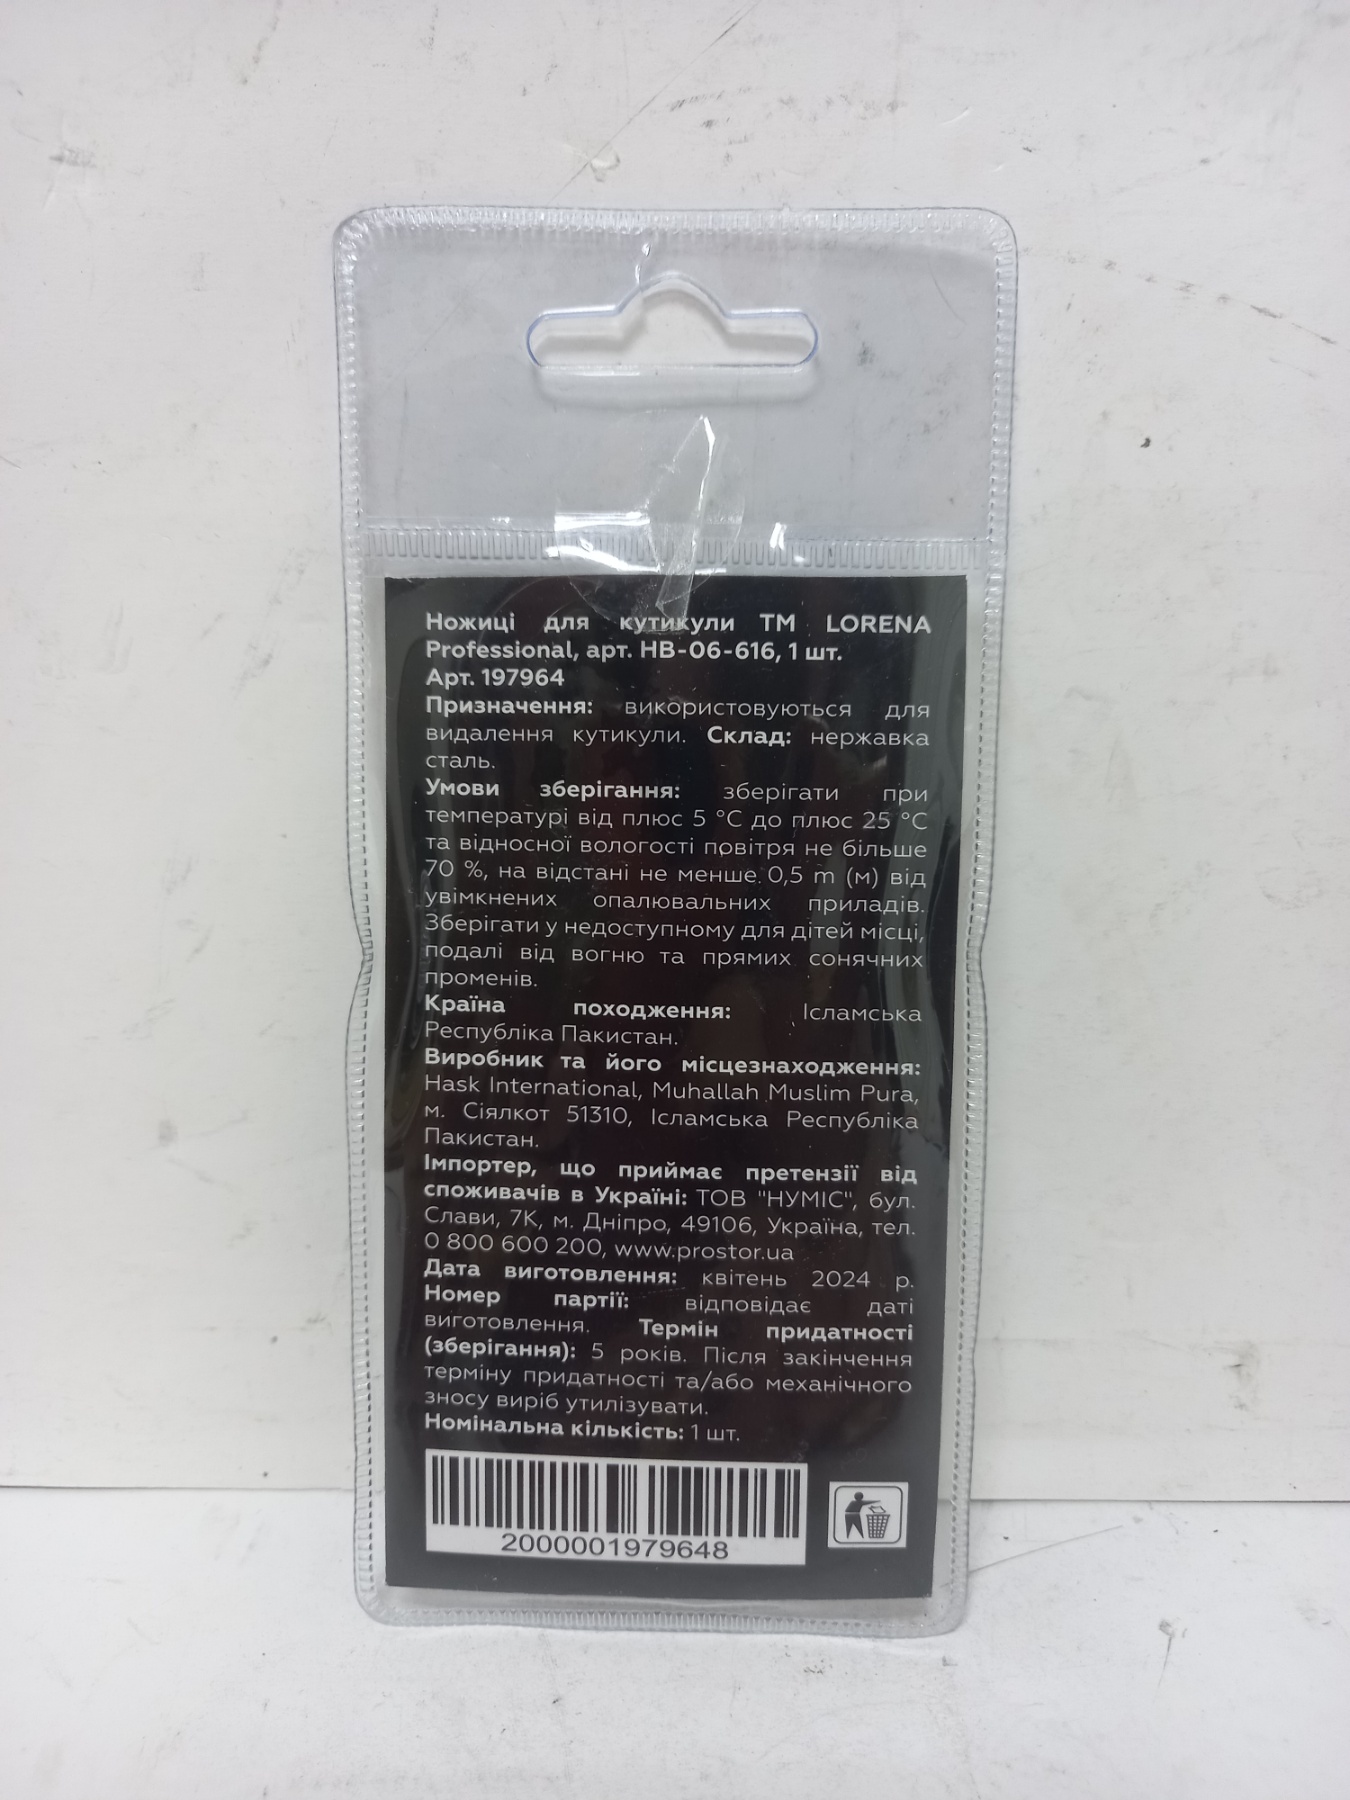 Ножиці для кутикули ТМ LORENA
Professional, арт. НВ-06-616, 1 шт.
Арт. 197964
Призначення: використовуються для
видалення кутикули. Склад: нержавка
сталь.
Умови зберігання: зберігати при
температурі від плюс 5 °С до плюс 25 °С
та відносної вологості повітря не більше
70 %, на відстані не менше 0,5 m (м) від
увімкнених опалювальних приладів.
Зберігати у недоступному для дітей місці,
подалі від вогню та прямих сонячних
променів.
Країна походження: Ісламська
Республіка Пакистан.
Виробник та його місцезнаходження:
Hask International, Muhallah Muslim Pura,
м. Сіялкот 51310, Ісламська Республіка
Пакистан.
Імпортер, що приймає претензії від
споживачів в Україні: ТОВ "НУМІС", бул.
Слави, 7К, м. Дніпро, 49106, Україна, тел.
0 800 600 200, www.prostor.ua
Дата виготовлення: квітень 2024 р.
Номер партії: відповідає даті
виготовлення. Термін придатності
(зберігання): 5 років. Після закінчення
терміну придатності та/або механічного
зносу виріб утилізувати.
Номінальна кількість: 1 шт.
2000001979648